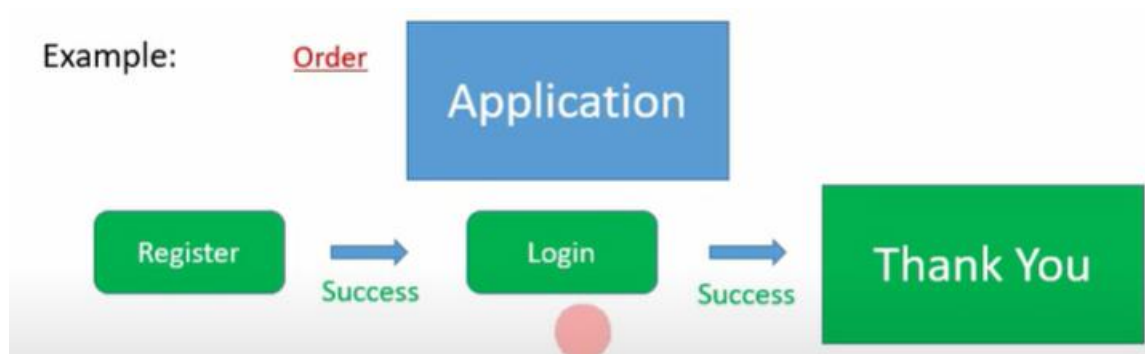 Example:
Order
Application
Register
Success
Login
Success
Thank You